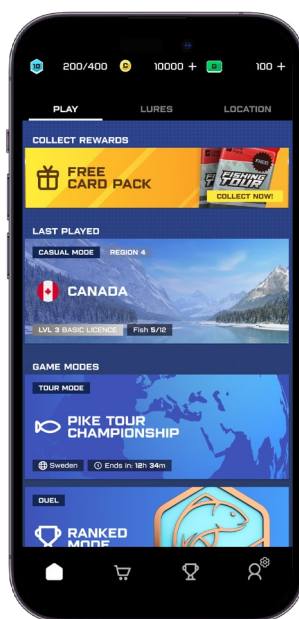 10 200/400 C 10000 + 100 +
PLAY LURES LOCATION
COLLECT REWARDS
FREE
CARD PACK
FREE!
FISHING
TOUR
COLLECT NOW!
LAST PLAYED
CASUAL MODE REGION 4
CANADA
LVL 3 BASIC LICENCE Fish 5/12
GAME MODES
TOUR MODE
PIKE TOUR
CHAMPIONSHIP
Sweden Ends in: 12h 34m
DUEL
RANKED
MODE